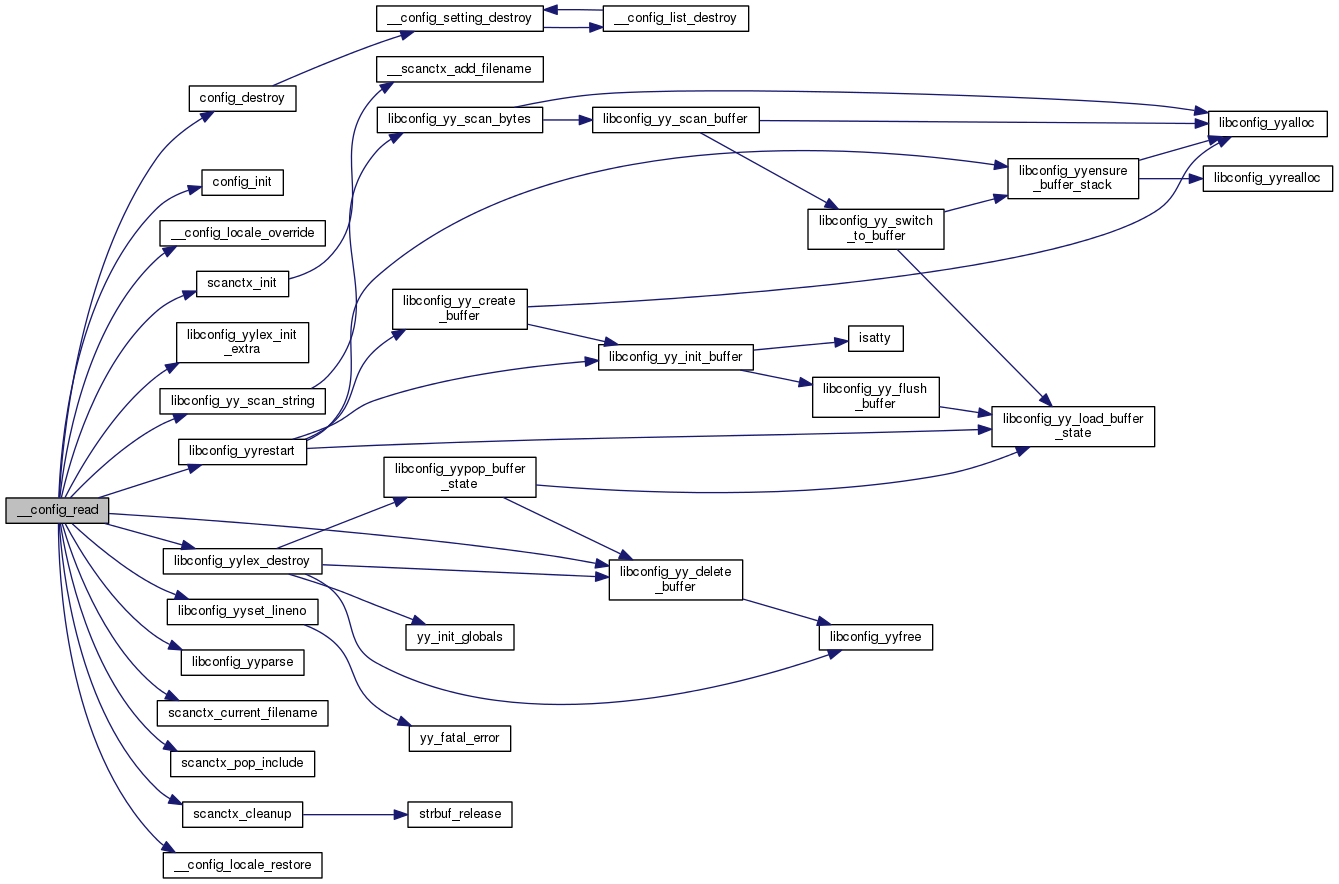 __config_setting_destroy
__config_list_destroy
__scanctx_add_filename
config_destroy
libconfig_yy_scan_bytes
libconfig_yy_scan_buffer
libconfig_yyalloc
config_init
libconfig_yyensure
_buffer_stack
libconfig_yyrealloc
__config_locale_override
libconfig_yy_switch
_to_buffer
scanctx_init
libconfig_yy_create
_buffer
libconfig_yylex_init
_extra
isatty
libconfig_yy_init_buffer
libconfig_yy_scan_string
libconfig_yy_flush
_buffer
libconfig_yy_load_buffer
_state
libconfig_yyrestart
libconfig_yypop_buffer
_state
__config_read
libconfig_yylex_destroy
libconfig_yy_delete
_buffer
libconfig_yyset_lineno
yy_init_globals
libconfig_yyfree
libconfig_yyparse
scanctx_current_filename
yy_fatal_error
scanctx_pop_include
scanctx_cleanup
strbuf_release
__config_locale_restore